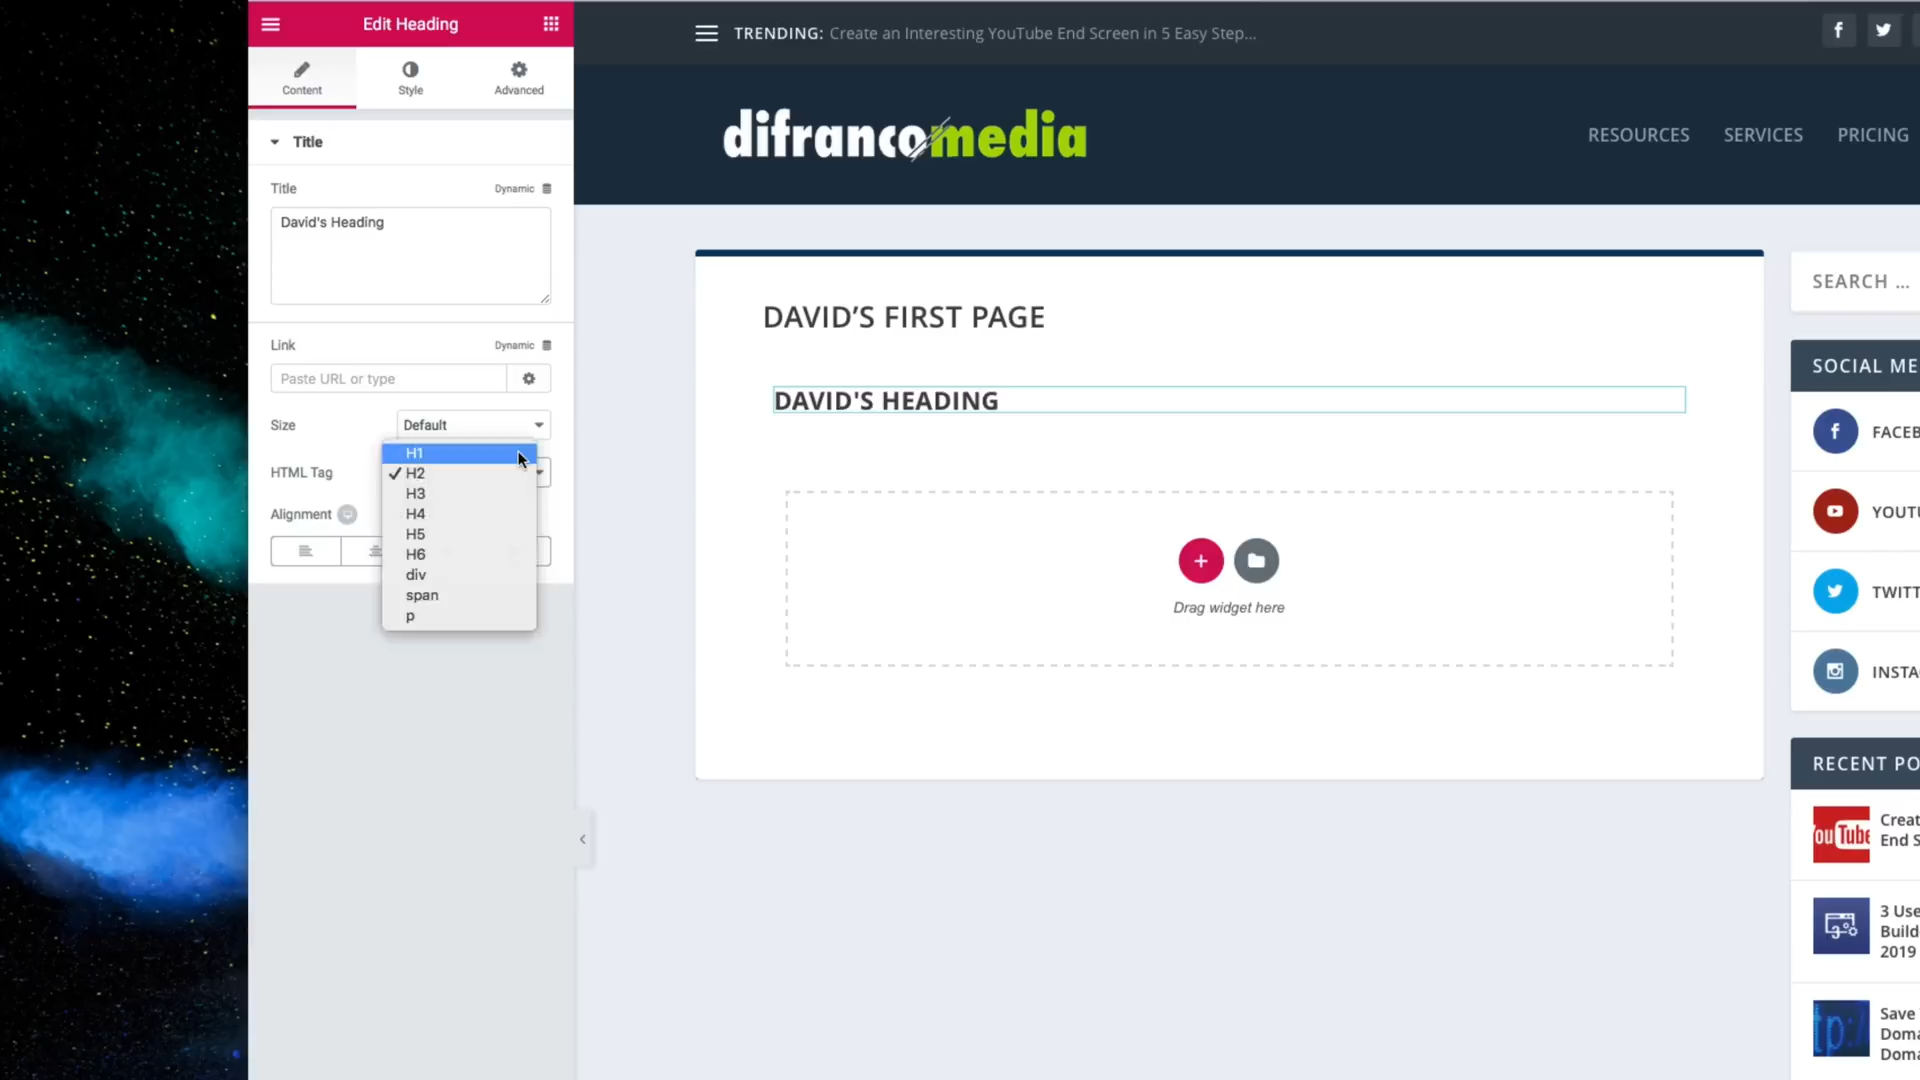 Edit Heading
Content
Style
Advanced
Title
Title
Dynamic
David's Heading
Link
Dynamic
Paste URL or type
Size
Default
HTML Tag
H1
H2
H3
H4
H5
H6
div
span
p
Alignment
TRENDING: Create an Interesting YouTube End Screen in 5 Easy Step...
difrancomedia
RESOURCES
SERVICES
PRICING
DAVID’S FIRST PAGE
DAVID'S HEADING
Drag widget here
SEARCH ...
SOCIAL ME
FACEB
YOUTU
TWITT
INSTA
RECENT PO
ouTube
Creat
End S
3 Use
Build
2019
tp:/
Save
Doma
Doma